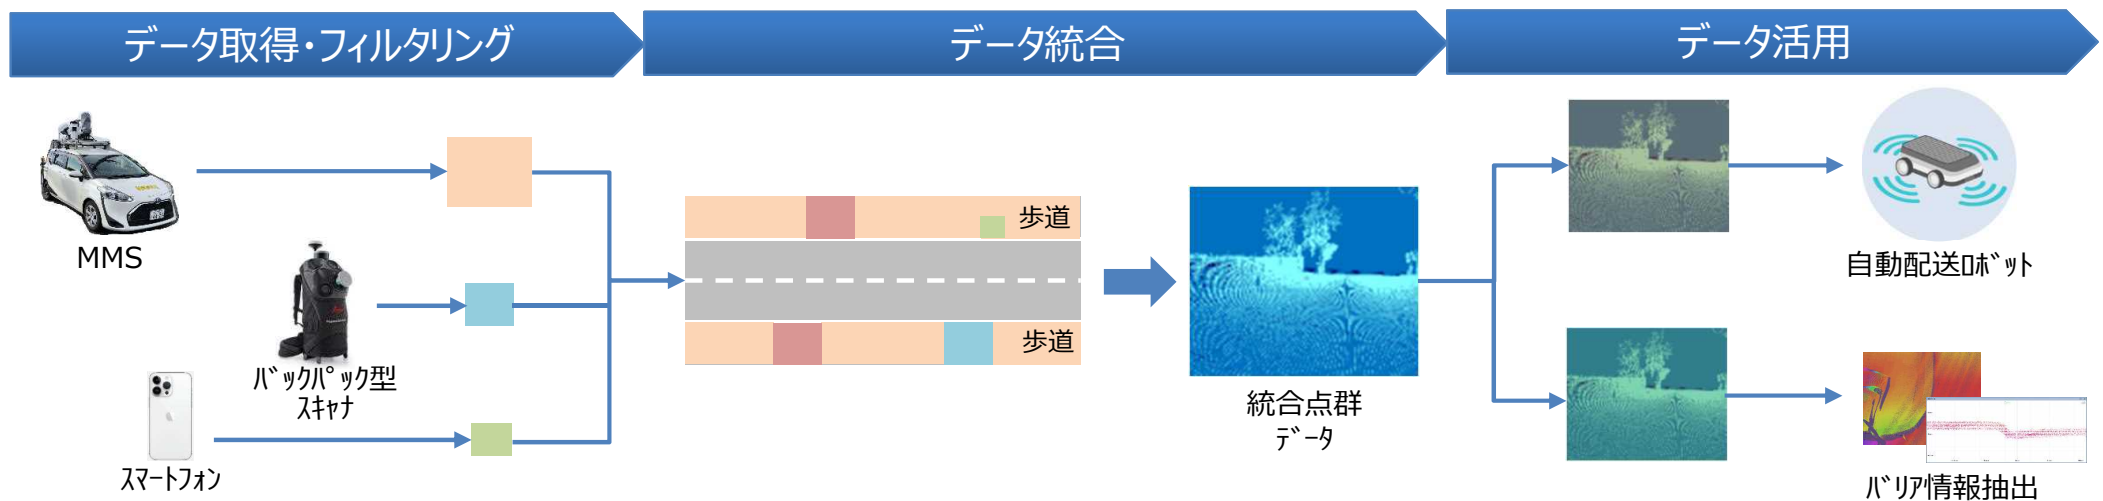 データ取得・フィルタリング
データ統合
データ活用
MMS
ﾊﾞｯｸﾊﾟｯｸ型
ｽｷｬﾅ
ｽﾏｰﾄﾌｫﾝ
歩道
歩道
統合点群
ﾃﾞｰﾀ
自動配送ﾛﾎﾞｯﾄ
ﾊﾞﾘｱ情報抽出